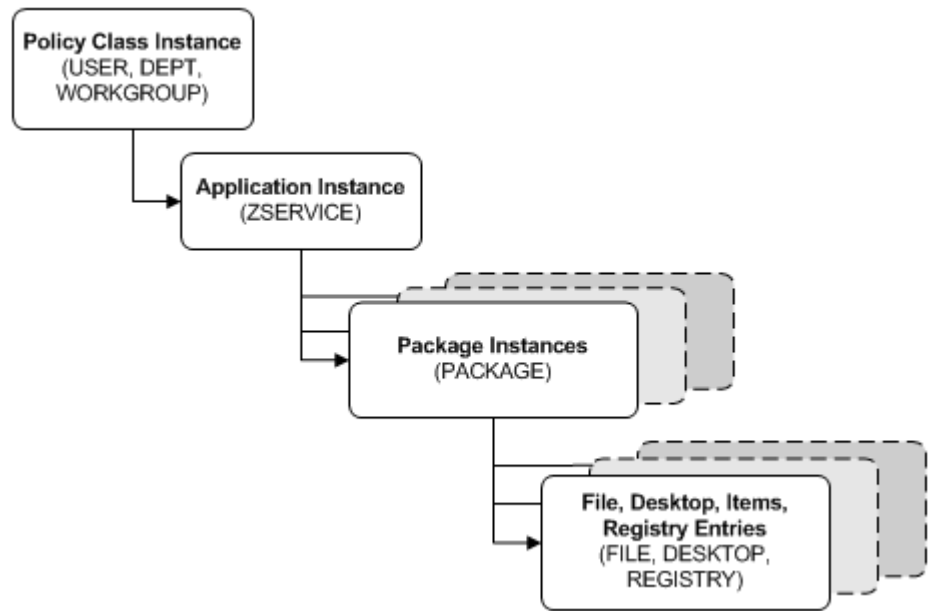 Policy Class Instance
(USER, DEPT,
WORKGROUP)
Application Instance
(ZSERVICE)
Package Instances
(PACKAGE)
File, Desktop, Items,
Registry Entries
(FILE, DESKTOP,
REGISTRY)